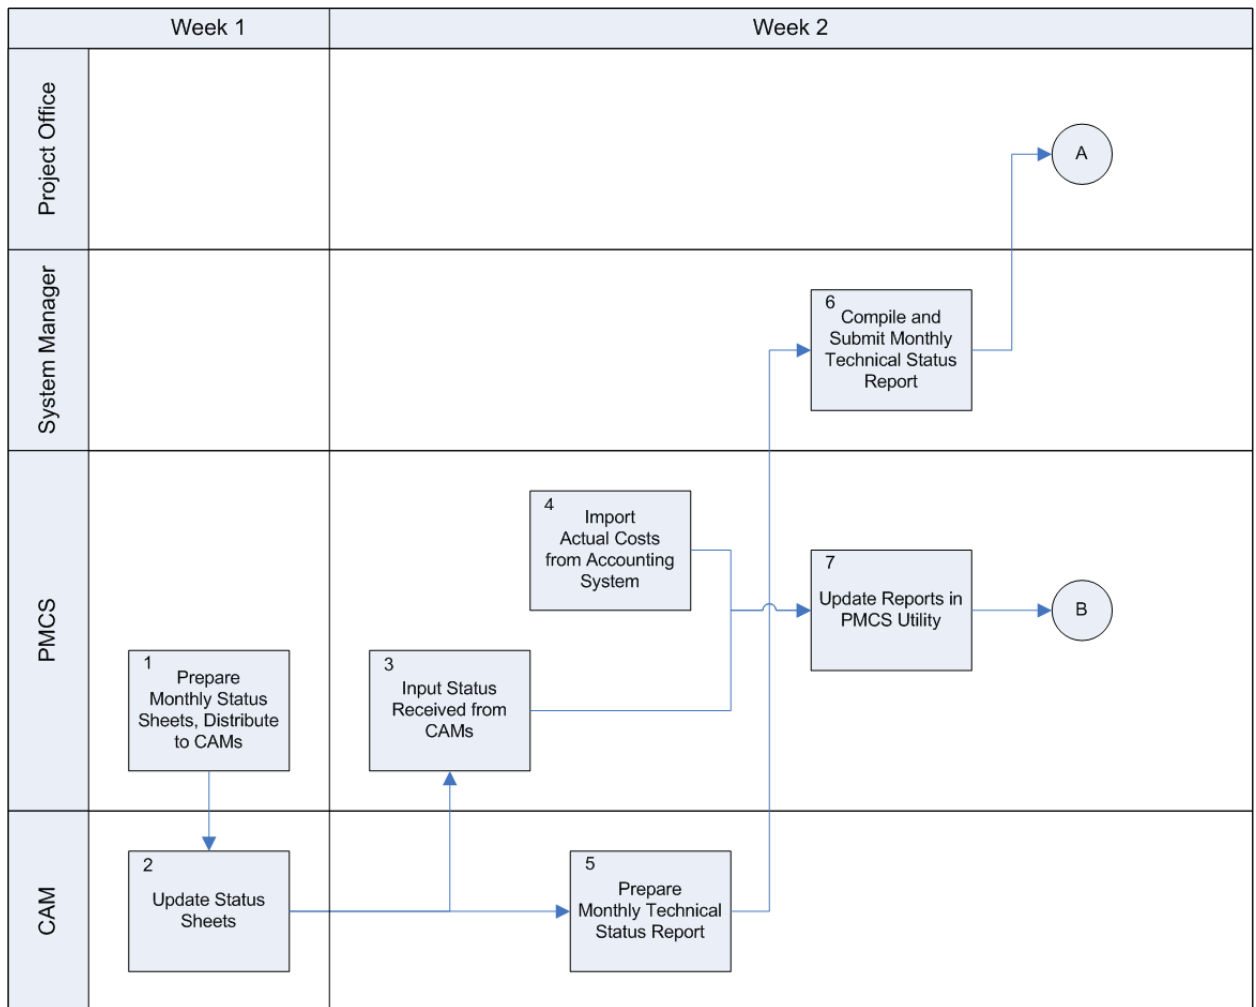 Week 1
Week 2
Project Office
A
System Manager
6
Compile and
Submit Monthly
Technical Status
Report
PMCS
4
Import
Actual Costs
from Accounting
System
7
Update Reports in
PMCS Utility
B
1
Prepare
Monthly Status
Sheets, Distribute
to CAMs
3
Input Status
Received from
CAMs
CAM
2
Update Status
Sheets
5
Prepare
Monthly Technical
Status Report